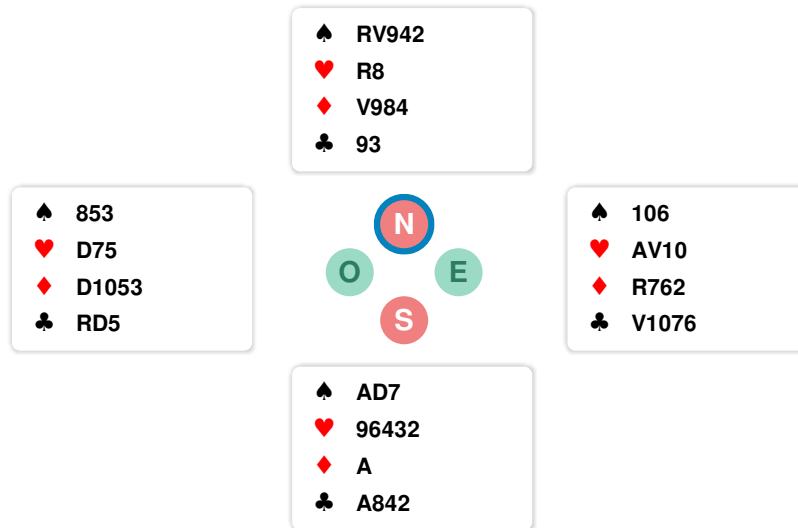 ♠ RV942
♥ R8
♦ V984
♣ 93
♠ 853
♥ D75
♦ D1053
♣ RD5
N
O E
S
♠ 106
♥ AV10
♦ R762
♣ V1076
♠ AD7
♥ 96432
♦ A
♣ A842